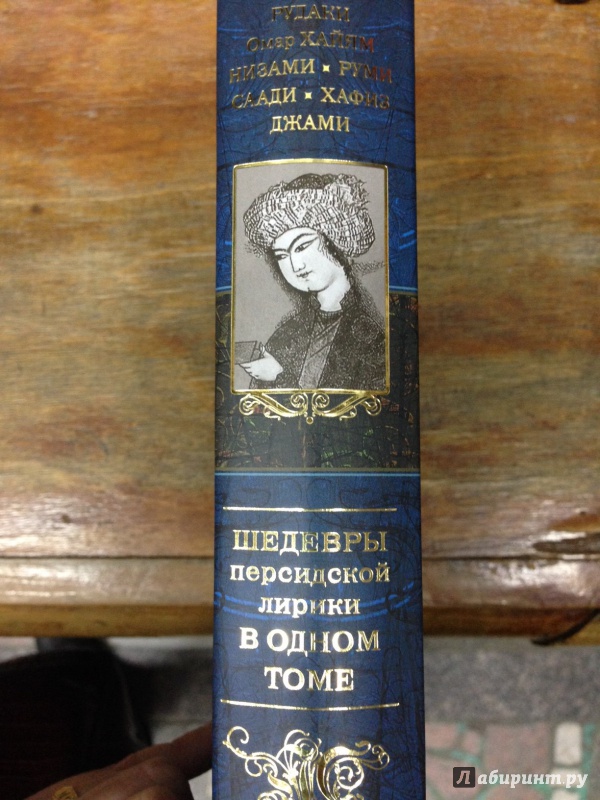 РУДАКИ
Омар ХАЙЯМ
НИЗАМИ • РУМИ
СААДИ • ХАФИЗ
ДЖАМИ
ШЕДЕВРЫ
персидской
лирики
В ОДНОМ
ТОМЕ
Лабиринт.ру